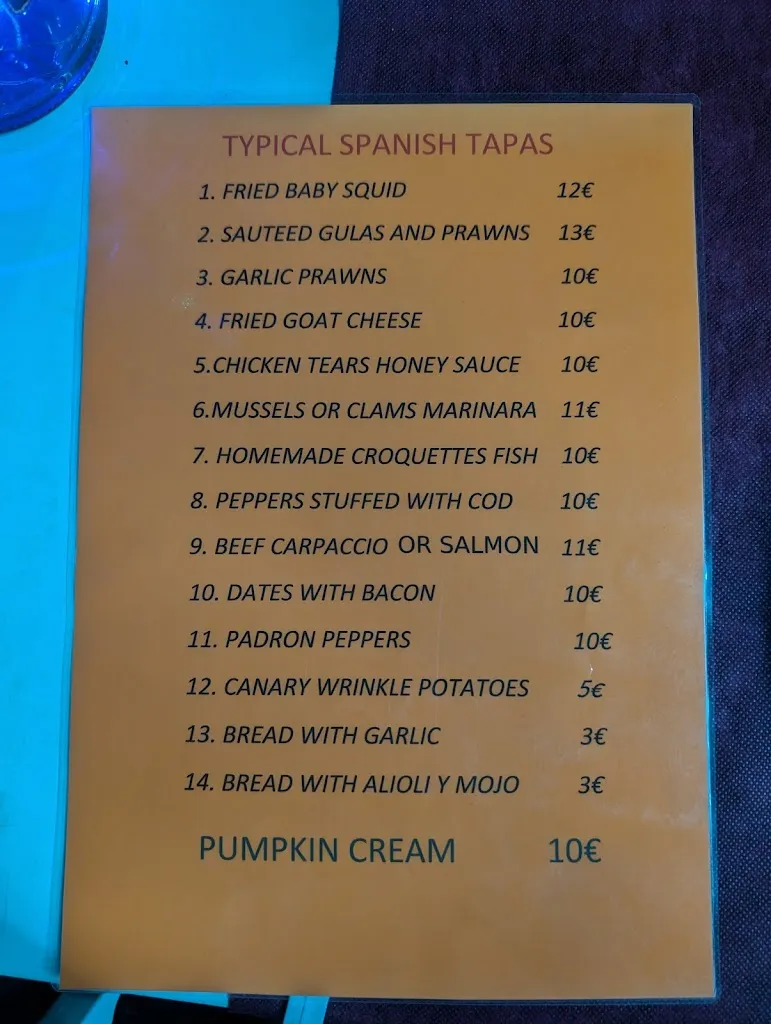 TYPICAL SPANISH TAPAS
1. FRIED BABY SQUID 12€
2. SAUTEED GULAS AND PRAWNS 13€
3. GARLIC PRAWNS 10€
4. FRIED GOAT CHEESE 10€
5.CHICKEN TEARS HONEY SAUCE 10€
6.MUSSELS OR CLAMS MARINARA 11€
7. HOMEMADE CROQUETTES FISH 10€
8. PEPPERS STUFFED WITH COD 10€
9. BEEF CARPACCIO OR SALMON 11€
10. DATES WITH BACON 10€
11. PADRON PEPPERS 10€
12. CANARY WRINKLE POTATOES 5€
13. BREAD WITH GARLIC 3€
14. BREAD WITH ALIOLI Y MOJO 3€
PUMPKIN CREAM 10€